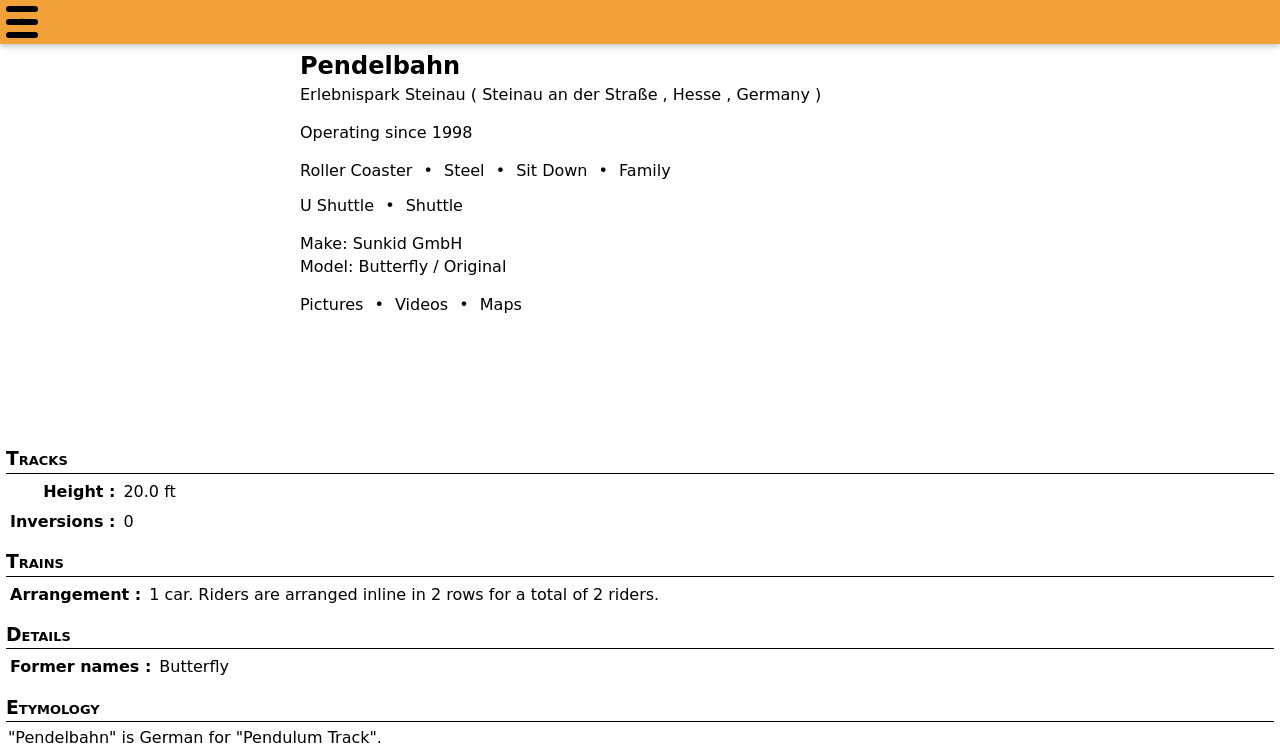 Pendelbahn
Erlebnispark Steinau ( Steinau an der Straße , Hesse , Germany )
Operating since 1998
Roller Coaster • Steel • Sit Down • Family
U Shuttle • Shuttle
Make: Sunkid GmbH
Model: Butterfly / Original
Pictures • Videos • Maps
Tracks
Height : 20.0 ft
Inversions : 0
Trains
Arrangement : 1 car. Riders are arranged inline in 2 rows for a total of 2 riders.
Details
Former names : Butterfly
Etymology
"Pendelbahn" is German for "Pendulum Track".